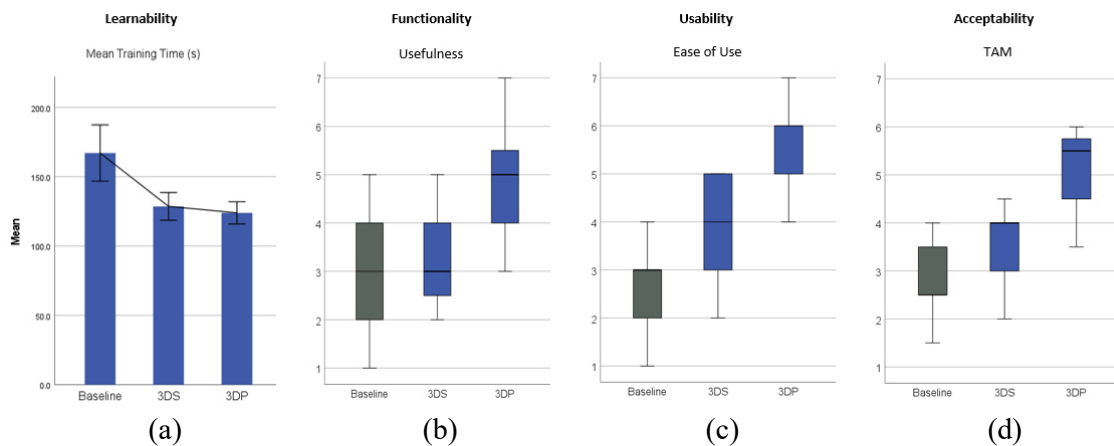 Learnability
Mean Training Time (s)
Mean
200.0
150.0
100.0
50.0
0.0
Baseline 3DS 3DP
(a)
Functionality
Usefulness
7
6
5
4
3
2
1
Baseline 3DS 3DP
(b)
Usability
Ease of Use
7
6
5
4
3
2
1
Baseline 3DS 3DP
(c)
Acceptability
TAM
7
6
5
4
3
2
1
Baseline 3DS 3DP
(d)